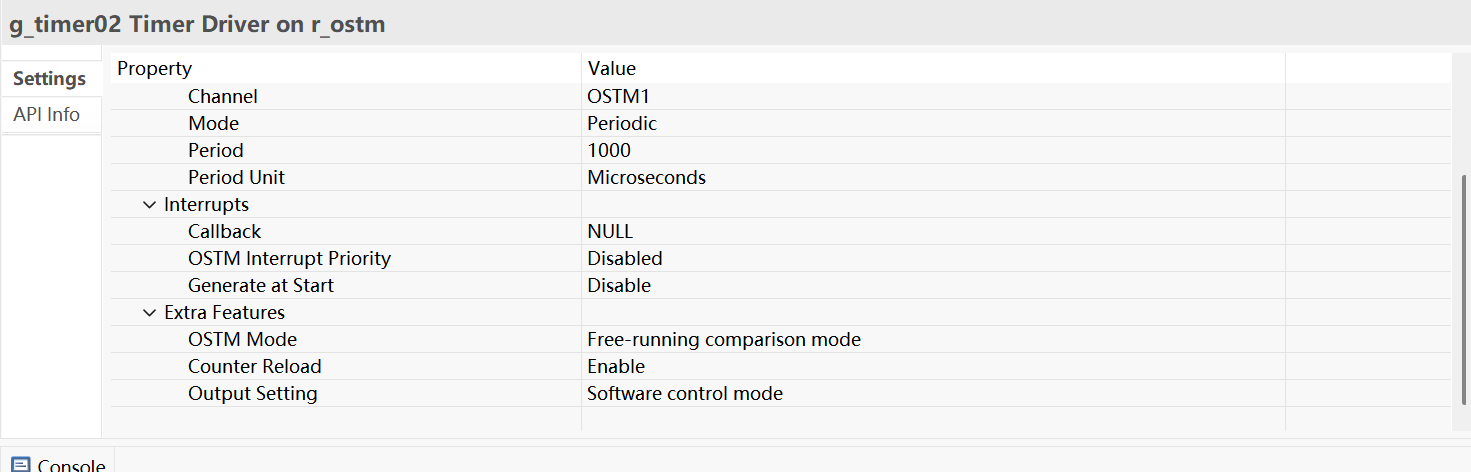 g_timer02 Timer Driver on r_ostm
Settings
API Info
Property Value
Channel OSTM1
Mode Periodic
Period 1000
Period Unit Microseconds
Interrupts
Callback NULL
OSTM Interrupt Priority Disabled
Generate at Start Disable
Extra Features
OSTM Mode Free-running comparison mode
Counter Reload Enable
Output Setting Software control mode
Console